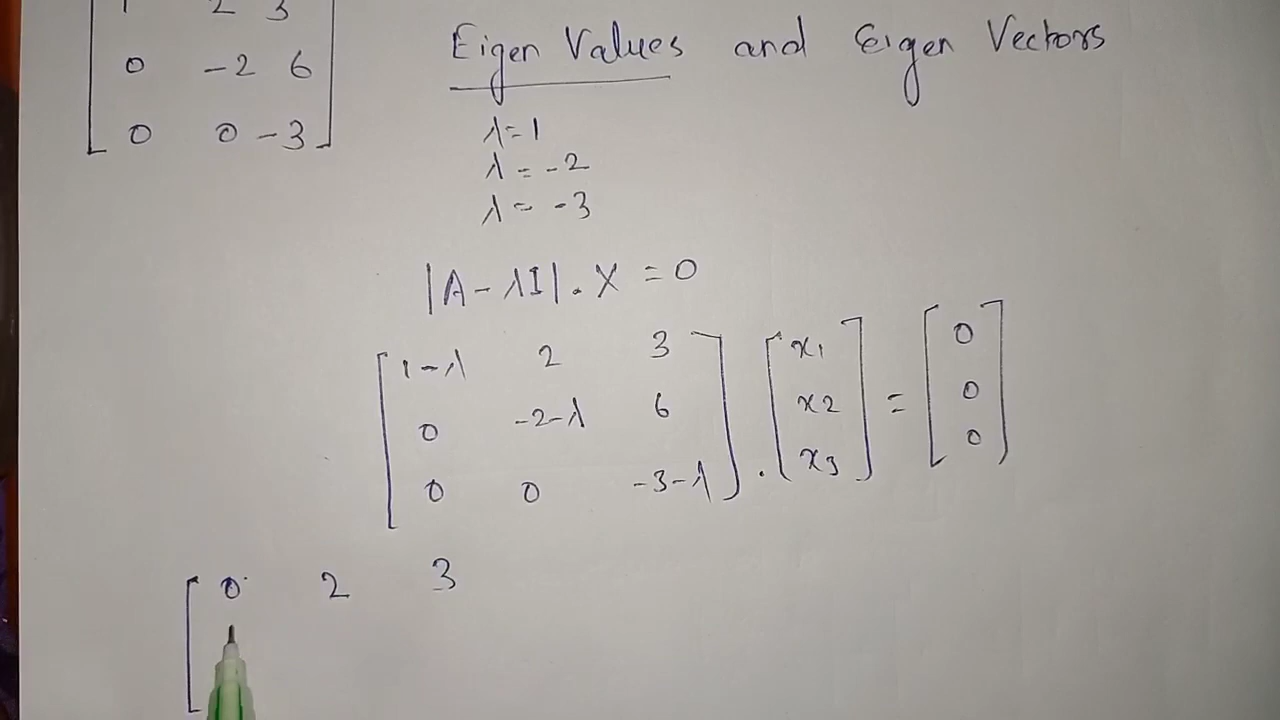 1 2 3
0 -2 6
0 0 -3
Eigen Values and Eigen Vectors
λ=1
λ=-2
λ=-3
|A-λI|.X=0
[1-λ 2 3] . [x1] = [0]
[0 -2-λ 6] [x2] [0]
[0 0 -3-λ] [x3] [0]
[0 2 3